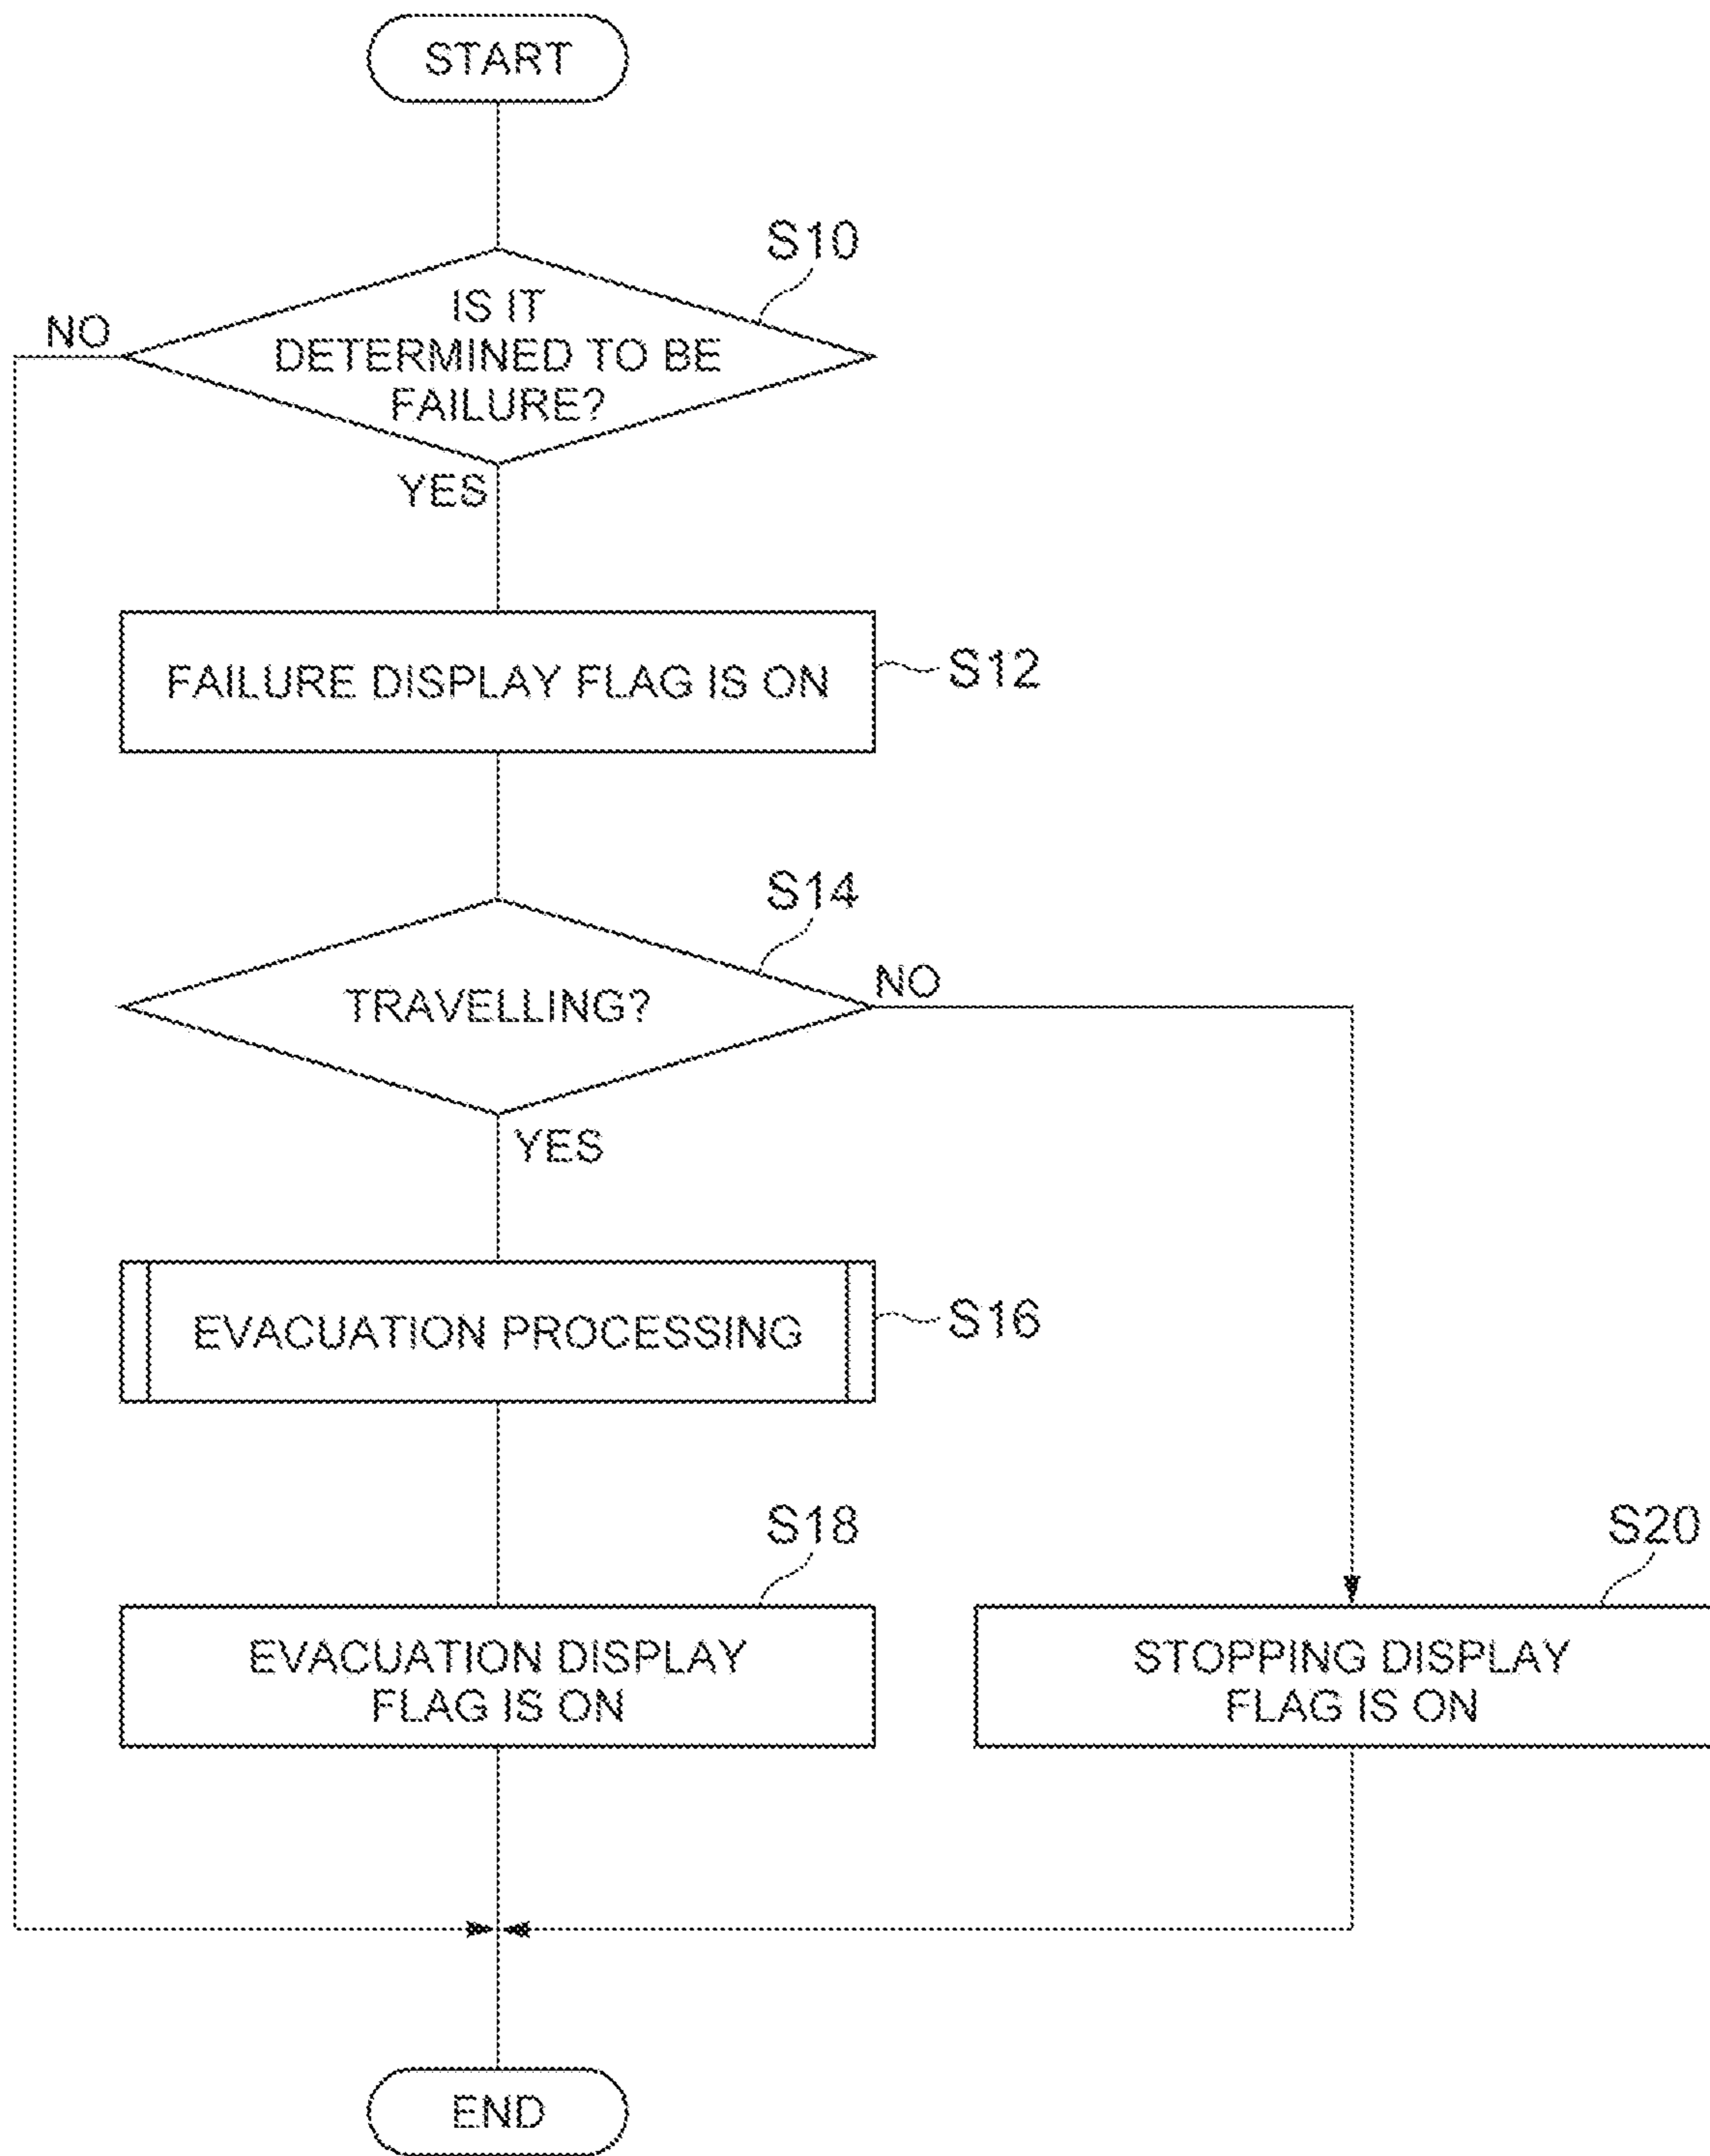 START
S10
NO
IS IT
DETERMINED TO BE
FAILURE?
YES
FAILURE DISPLAY FLAG IS ON
S12
S14
NO
TRAVELLING?
YES
EVACUATION PROCESSING
S16
S18
S20
EVACUATION DISPLAY
FLAG IS ON
STOPPING DISPLAY
FLAG IS ON
END